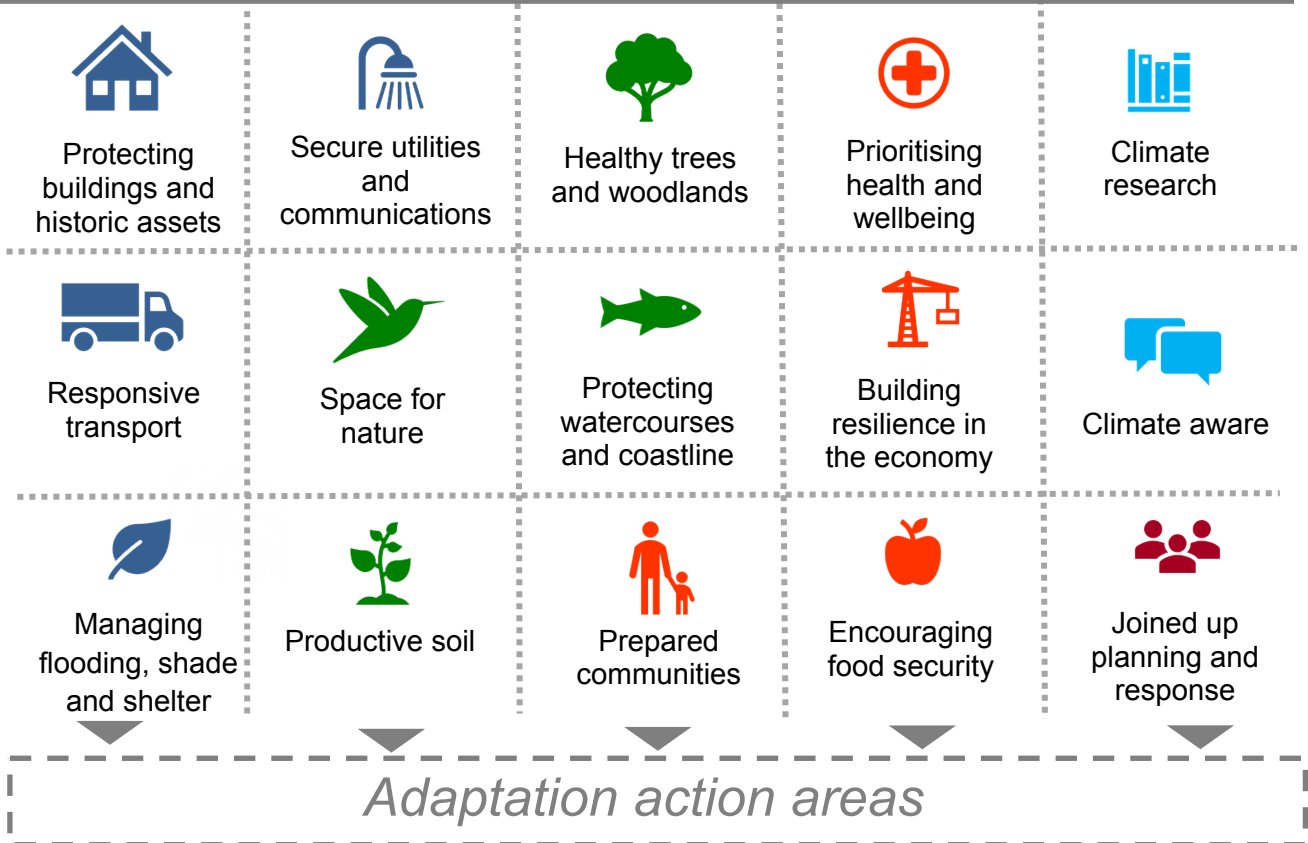 Protecting
buildings and
historic assets
Secure utilities
and
communications
Healthy trees
and woodlands
Prioritising
health and
wellbeing
Climate
research
Responsive
transport
Space for
nature
Protecting
watercourses
and coastline
Building
resilience in
the economy
Climate aware
Managing
flooding, shade
and shelter
Productive soil
Prepared
communities
Encouraging
food security
Joined up
planning and
response
Adaptation action areas